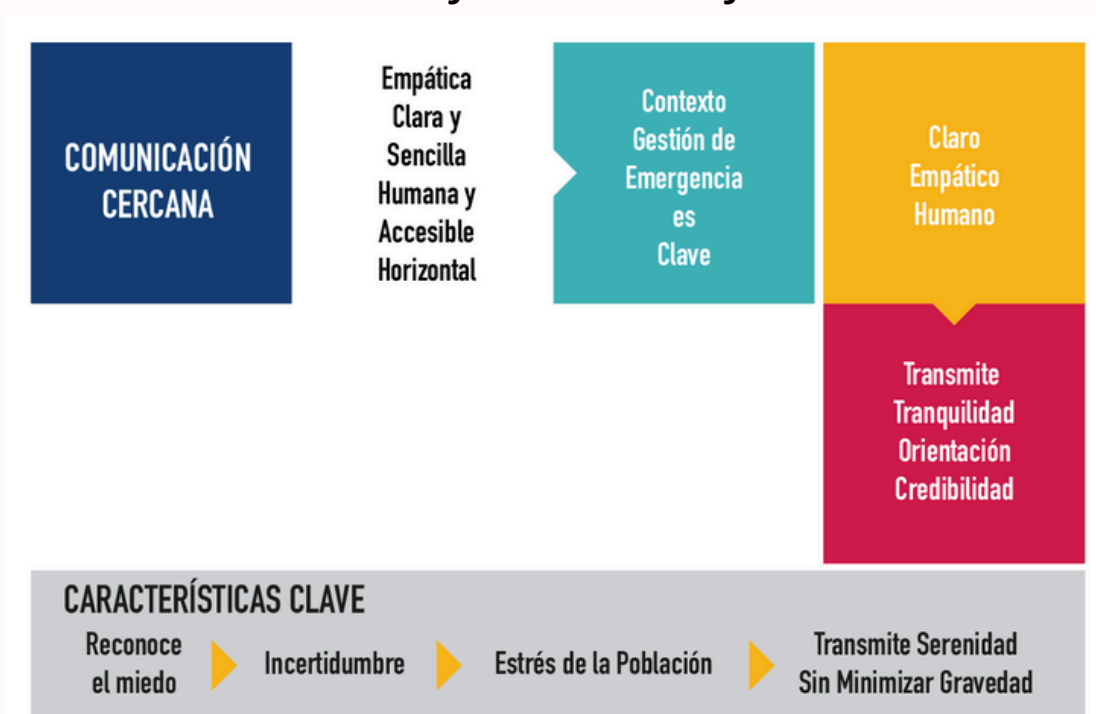 COMUNICACIÓN
CERCANA
Empática
Clara y
Sencilla
Humana y
Accesible
Horizontal
Contexto
Gestión de
Emergencia
es
Clave
Claro
Empático
Humano
Transmite
Tranquilidad
Orientación
Credibilidad
CARACTERÍSTICAS CLAVE
Reconoce
el miedo
Incertidumbre
Estrés de la Población
Transmite Serenidad
Sin Minimizar Gravedad